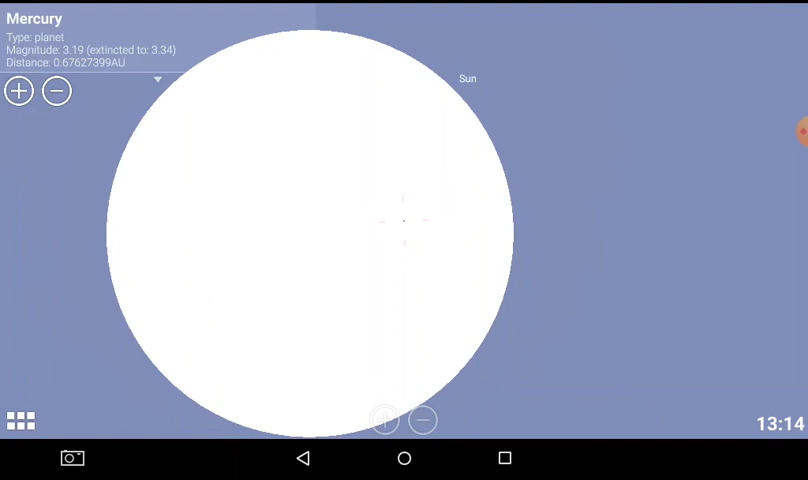 Mercury
Type: planet
Magnitude: 3.19 (extincted to: 3.34)
Distance: 0.67627399AU
Sun
13:14